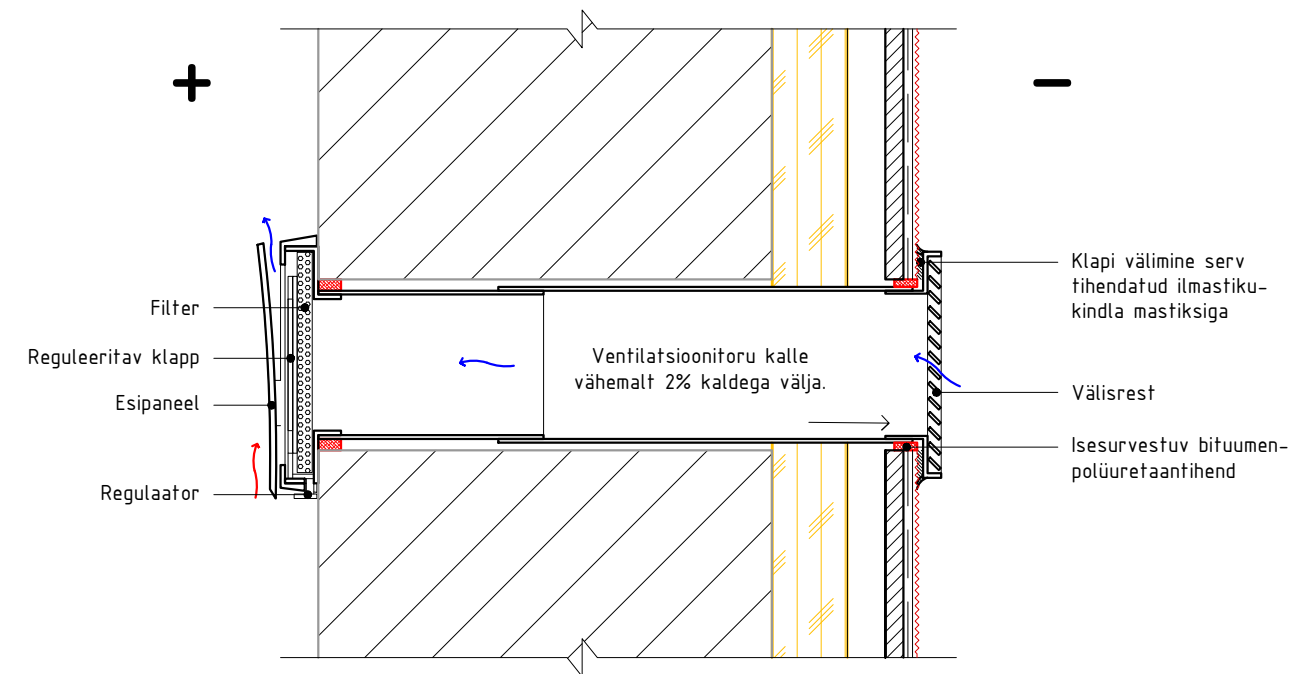 +
−
Filter
Reguleeritav klapp
Esipaneel
Regulaator
Ventilatsioonitoru kalle
vähemalt 2% kaldega välja.
Klapi välimine serv
tihendatud ilmastiku-
kindla mastiksiga
Välisrest
Isesurvestuv bituumen-
polüuretaantihend